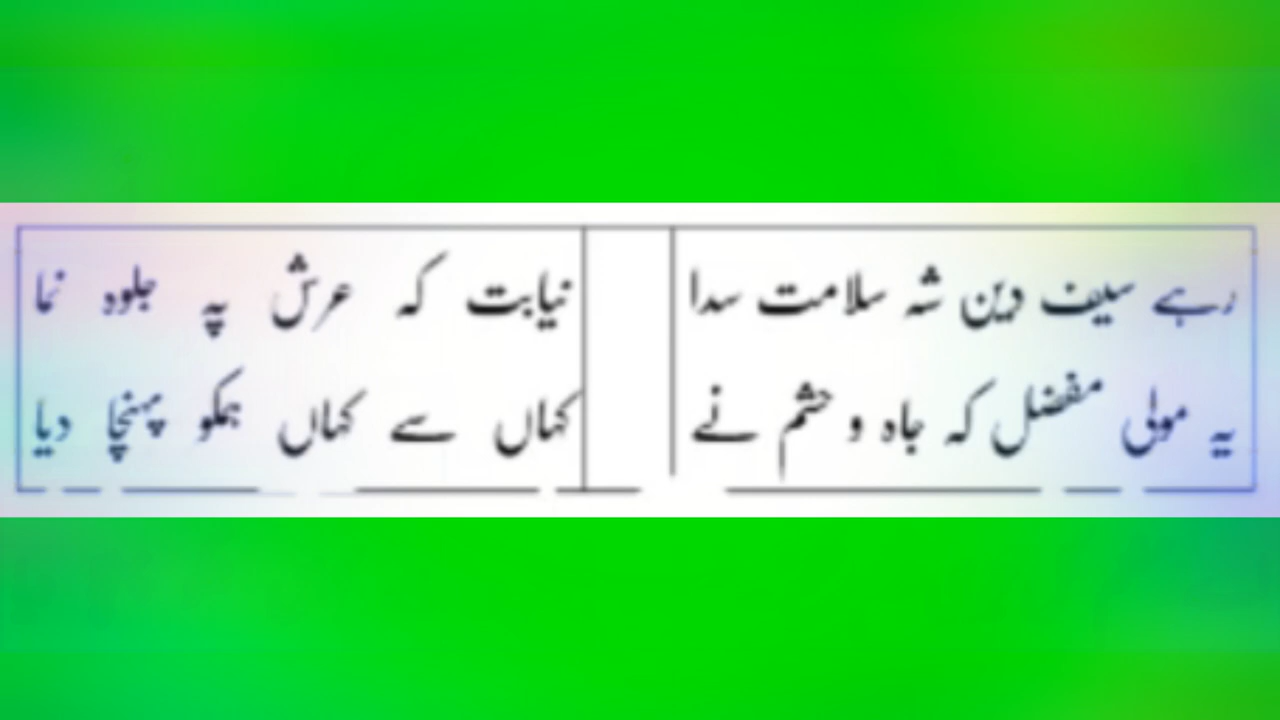 رہے سیف دین شہ سلامت سدا نیابت کہ عرش پہ جلوہ نما
یہ مولی مفضل کہ جاہ و حشم نے کہاں سے کہاں ہمکو پہنچا دیا